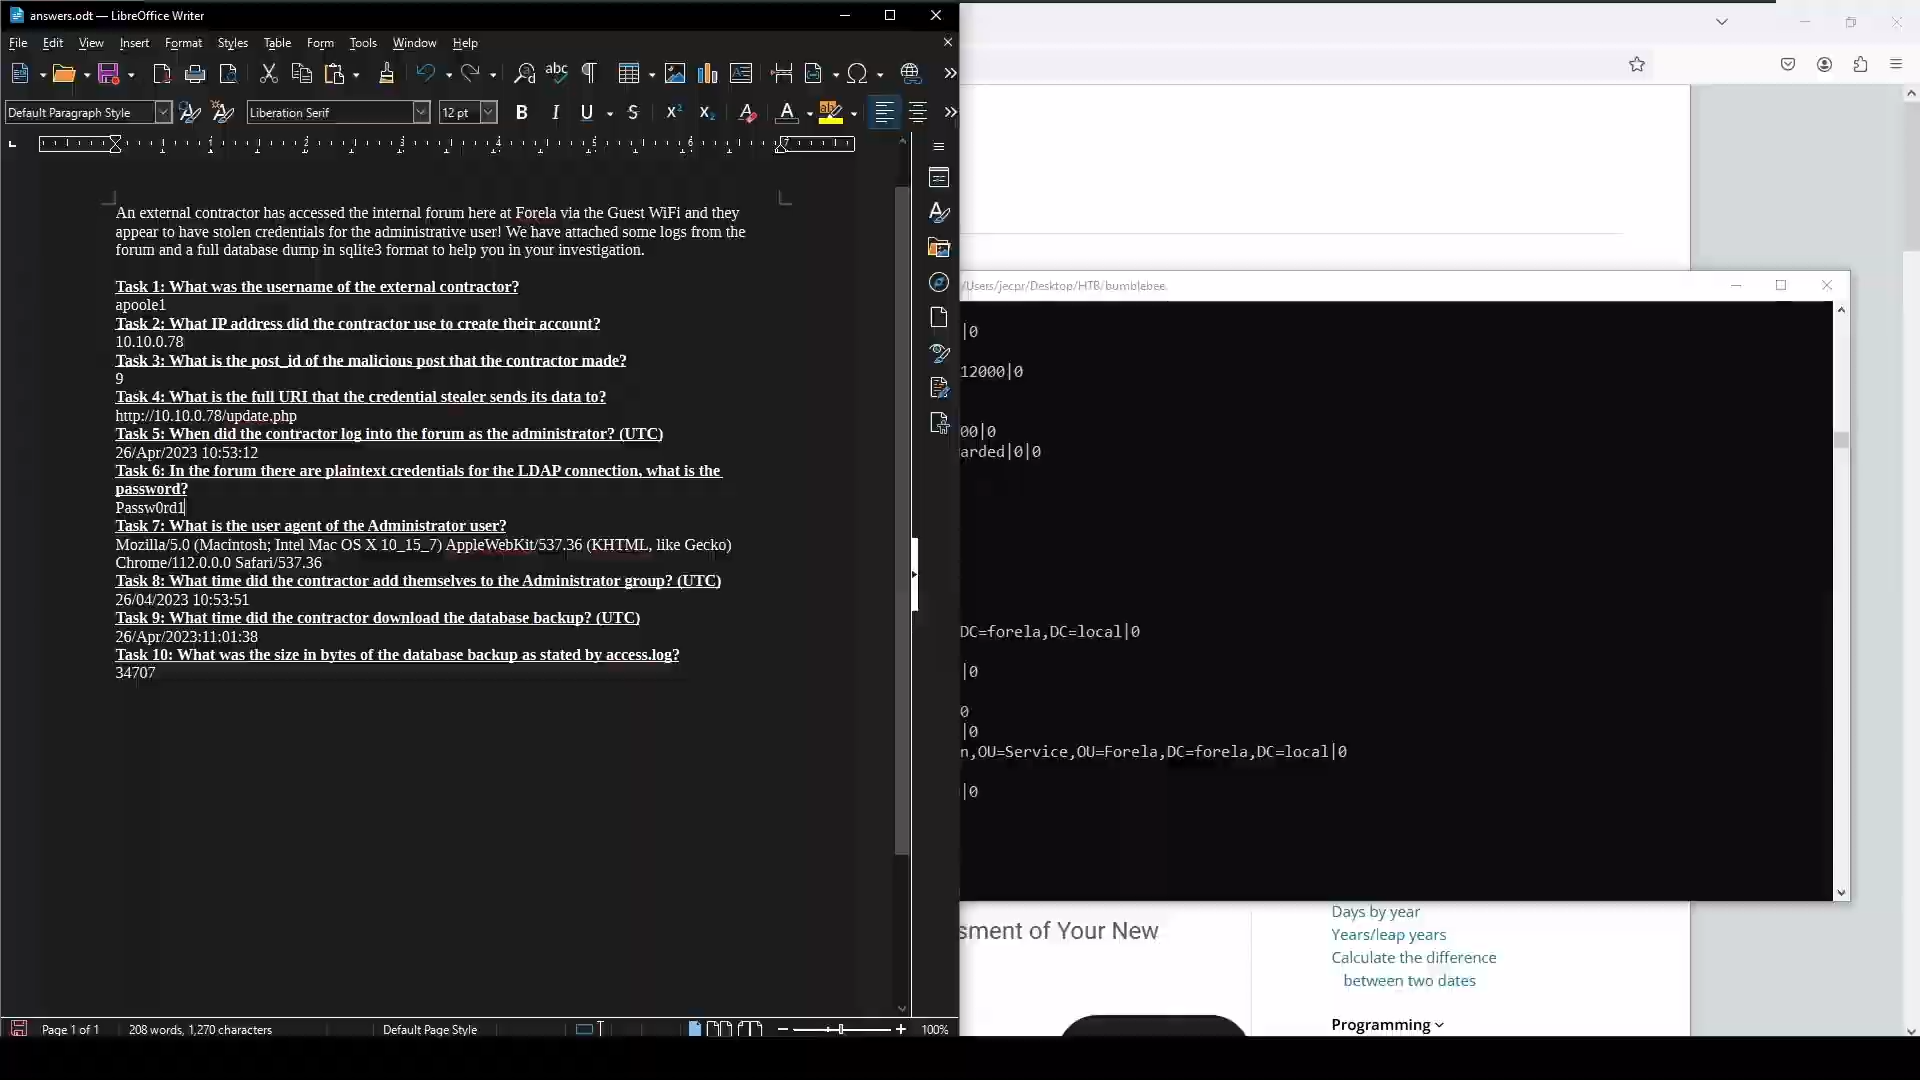 answers.odt — LibreOffice Writer
File Edit View Insert Format Styles Table Form Tools Window Help
Default Paragraph Style Liberation Serif 12 pt
An external contractor has accessed the internal forum here at Forela via the Guest WiFi and they
appear to have stolen credentials for the administrative user! We have attached some logs from the
forum and a full database dump in sqlite3 format to help you in your investigation.
Task 1: What was the username of the external contractor?
apoole1
Task 2: What IP address did the contractor use to create their account?
10.10.0.78
Task 3: What is the post_id of the malicious post that the contractor made?
9
Task 4: What is the full URI that the credential stealer sends its data to?
http://10.10.0.78/update.php
Task 5: When did the contractor log into the forum as the administrator? (UTC)
26/Apr/2023 10:53:12
Task 6: In the forum there are plaintext credentials for the LDAP connection, what is the
password?
Passw0rd1
Task 7: What is the user agent of the Administrator user?
Mozilla/5.0 (Macintosh; Intel Mac OS X 10_15_7) AppleWebKit/537.36 (KHTML, like Gecko)
Chrome/112.0.0.0 Safari/537.36
Task 8: What time did the contractor add themselves to the Administrator group? (UTC)
26/04/2023 10:53:51
Task 9: What time did the contractor download the database backup? (UTC)
26/Apr/2023:11:01:38
Task 10: What was the size in bytes of the database backup as stated by access.log?
34707
Page 1 of 1 208 words, 1,270 characters Default Page Style 100%
/Users/jecpr/Desktop/HTB/bumblebee
|0
12000|0
00|0
arded|0|0
DC=forela,DC=local|0
|0
0
|0
n,OU=Service,OU=Forela,DC=forela,DC=local|0
|0
sment of Your New
Days by year
Years/leap years
Calculate the difference
between two dates
Programming